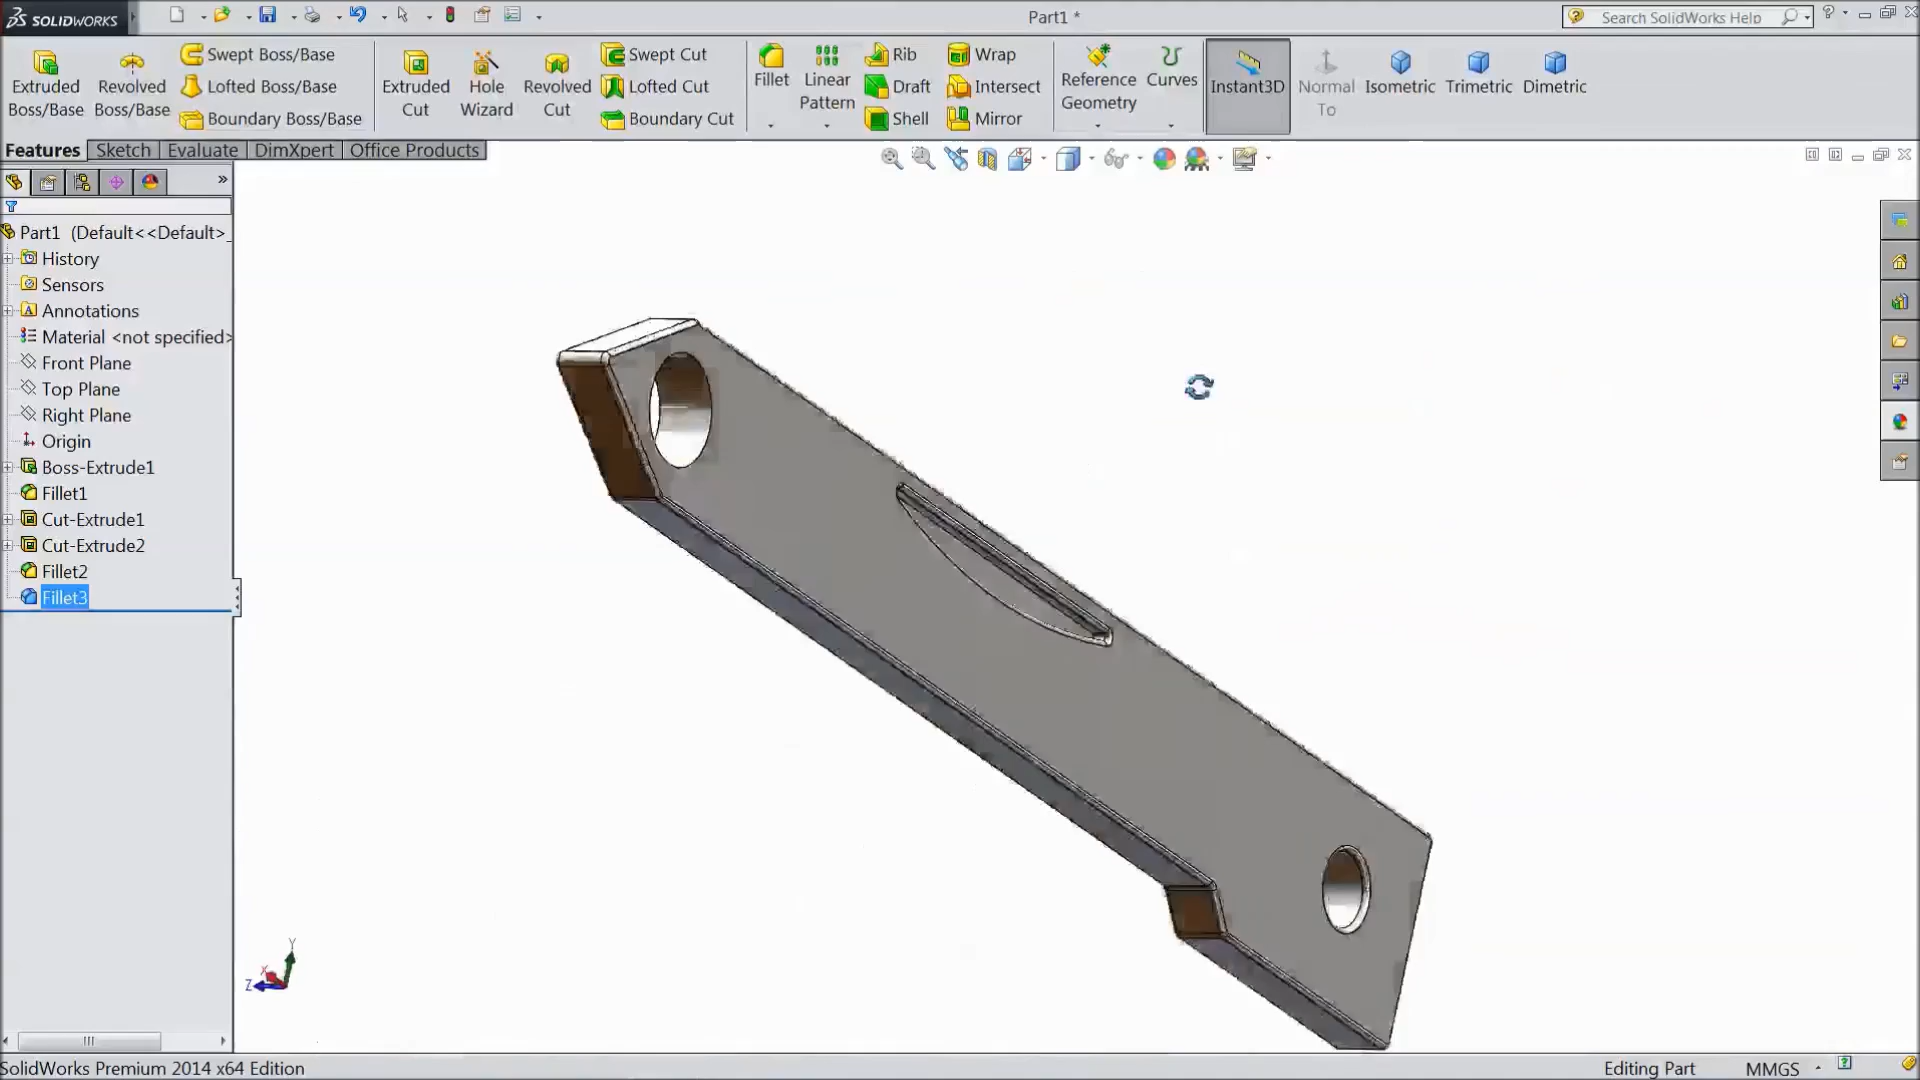 SOLIDWORKS
Part1 *
Search SolidWorks Help
Extruded Boss/Base
Revolved Boss/Base
Swept Boss/Base
Lofted Boss/Base
Boundary Boss/Base
Extruded Cut
Hole Wizard
Revolved Cut
Swept Cut
Lofted Cut
Boundary Cut
Fillet
Linear Pattern
Rib
Draft
Shell
Wrap
Intersect
Mirror
Reference Geometry
Curves
Instant3D
Normal To
Isometric
Trimetric
Dimetric
Features
Sketch
Evaluate
DimXpert
Office Products
Part1 (Default<<Default>_
History
Sensors
Annotations
Material <not specified>
Front Plane
Top Plane
Right Plane
Origin
Boss-Extrude1
Fillet1
Cut-Extrude1
Cut-Extrude2
Fillet2
Fillet3
Y
X
Z
SolidWorks Premium 2014 x64 Edition
Editing Part
MMGS